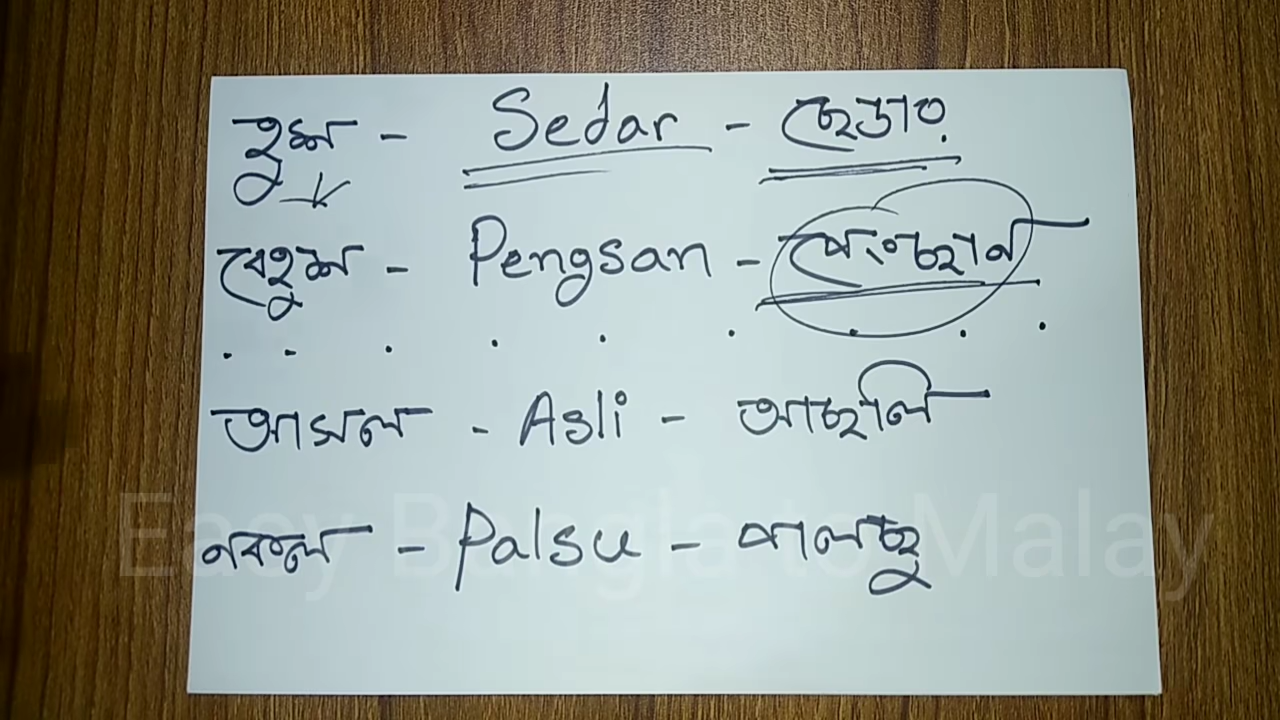 হুশ - Sedar - ছেডার
বেহুশ - Pengsan - পেংছান
আসল - Asli - আছলি
নকল - Palsu - পালছু
Easy Bangla to Malay